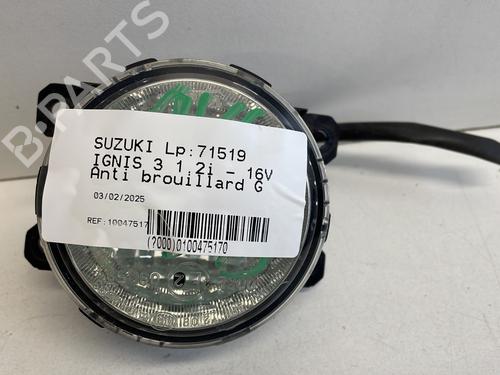 B-PARTS
SUZUKI Lp:71519
IGNIS 3 1.2i - 16V
Anti brouillard G
03/02/2025
REF:10047517
(2000)0100475170